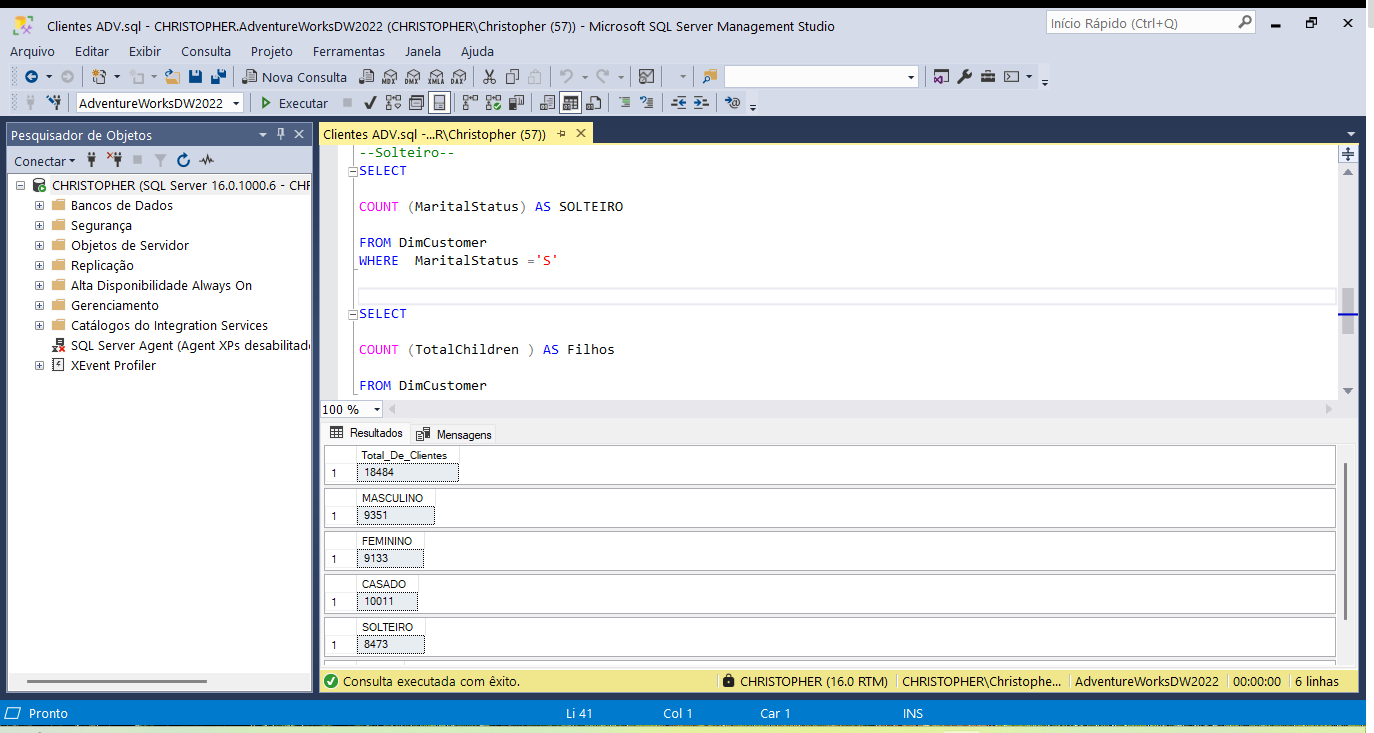 Clientes ADV.sql - CHRISTOPHER.AdventureWorksDW2022 (CHRISTOPHER\Christopher (57)) - Microsoft SQL Server Management Studio
Início Rápido (Ctrl+Q)
Arquivo Editar Exibir Consulta Projeto Ferramentas Janela Ajuda
Nova Consulta MDX DMX XMLA DAX
AdventureWorksDW2022 Executar
Pesquisador de Objetos
Conectar
CHRISTOPHER (SQL Server 16.0.1000.6 - CHR
Bancos de Dados
Segurança
Objetos de Servidor
Replicação
Alta Disponibilidade Always On
Gerenciamento
Catálogos do Integration Services
SQL Server Agent (Agent XPs desabilitado
XEvent Profiler
Clientes ADV.sql -...R\Christopher (57))
--Solteiro--
SELECT
COUNT (MaritalStatus) AS SOLTEIRO
FROM DimCustomer
WHERE MaritalStatus ='S'
SELECT
COUNT (TotalChildren ) AS Filhos
FROM DimCustomer
100 %
Resultados Mensagens
Total_De_Clientes
1 18484
MASCULINO
1 9351
FEMININO
1 9133
CASADO
1 10011
SOLTEIRO
1 8473
Consulta executada com êxito.
CHRISTOPHER (16.0 RTM) CHRISTOPHER\Christophe... AdventureWorksDW2022 00:00:00 6 linhas
Pronto Li 41 Col 1 Car 1 INS